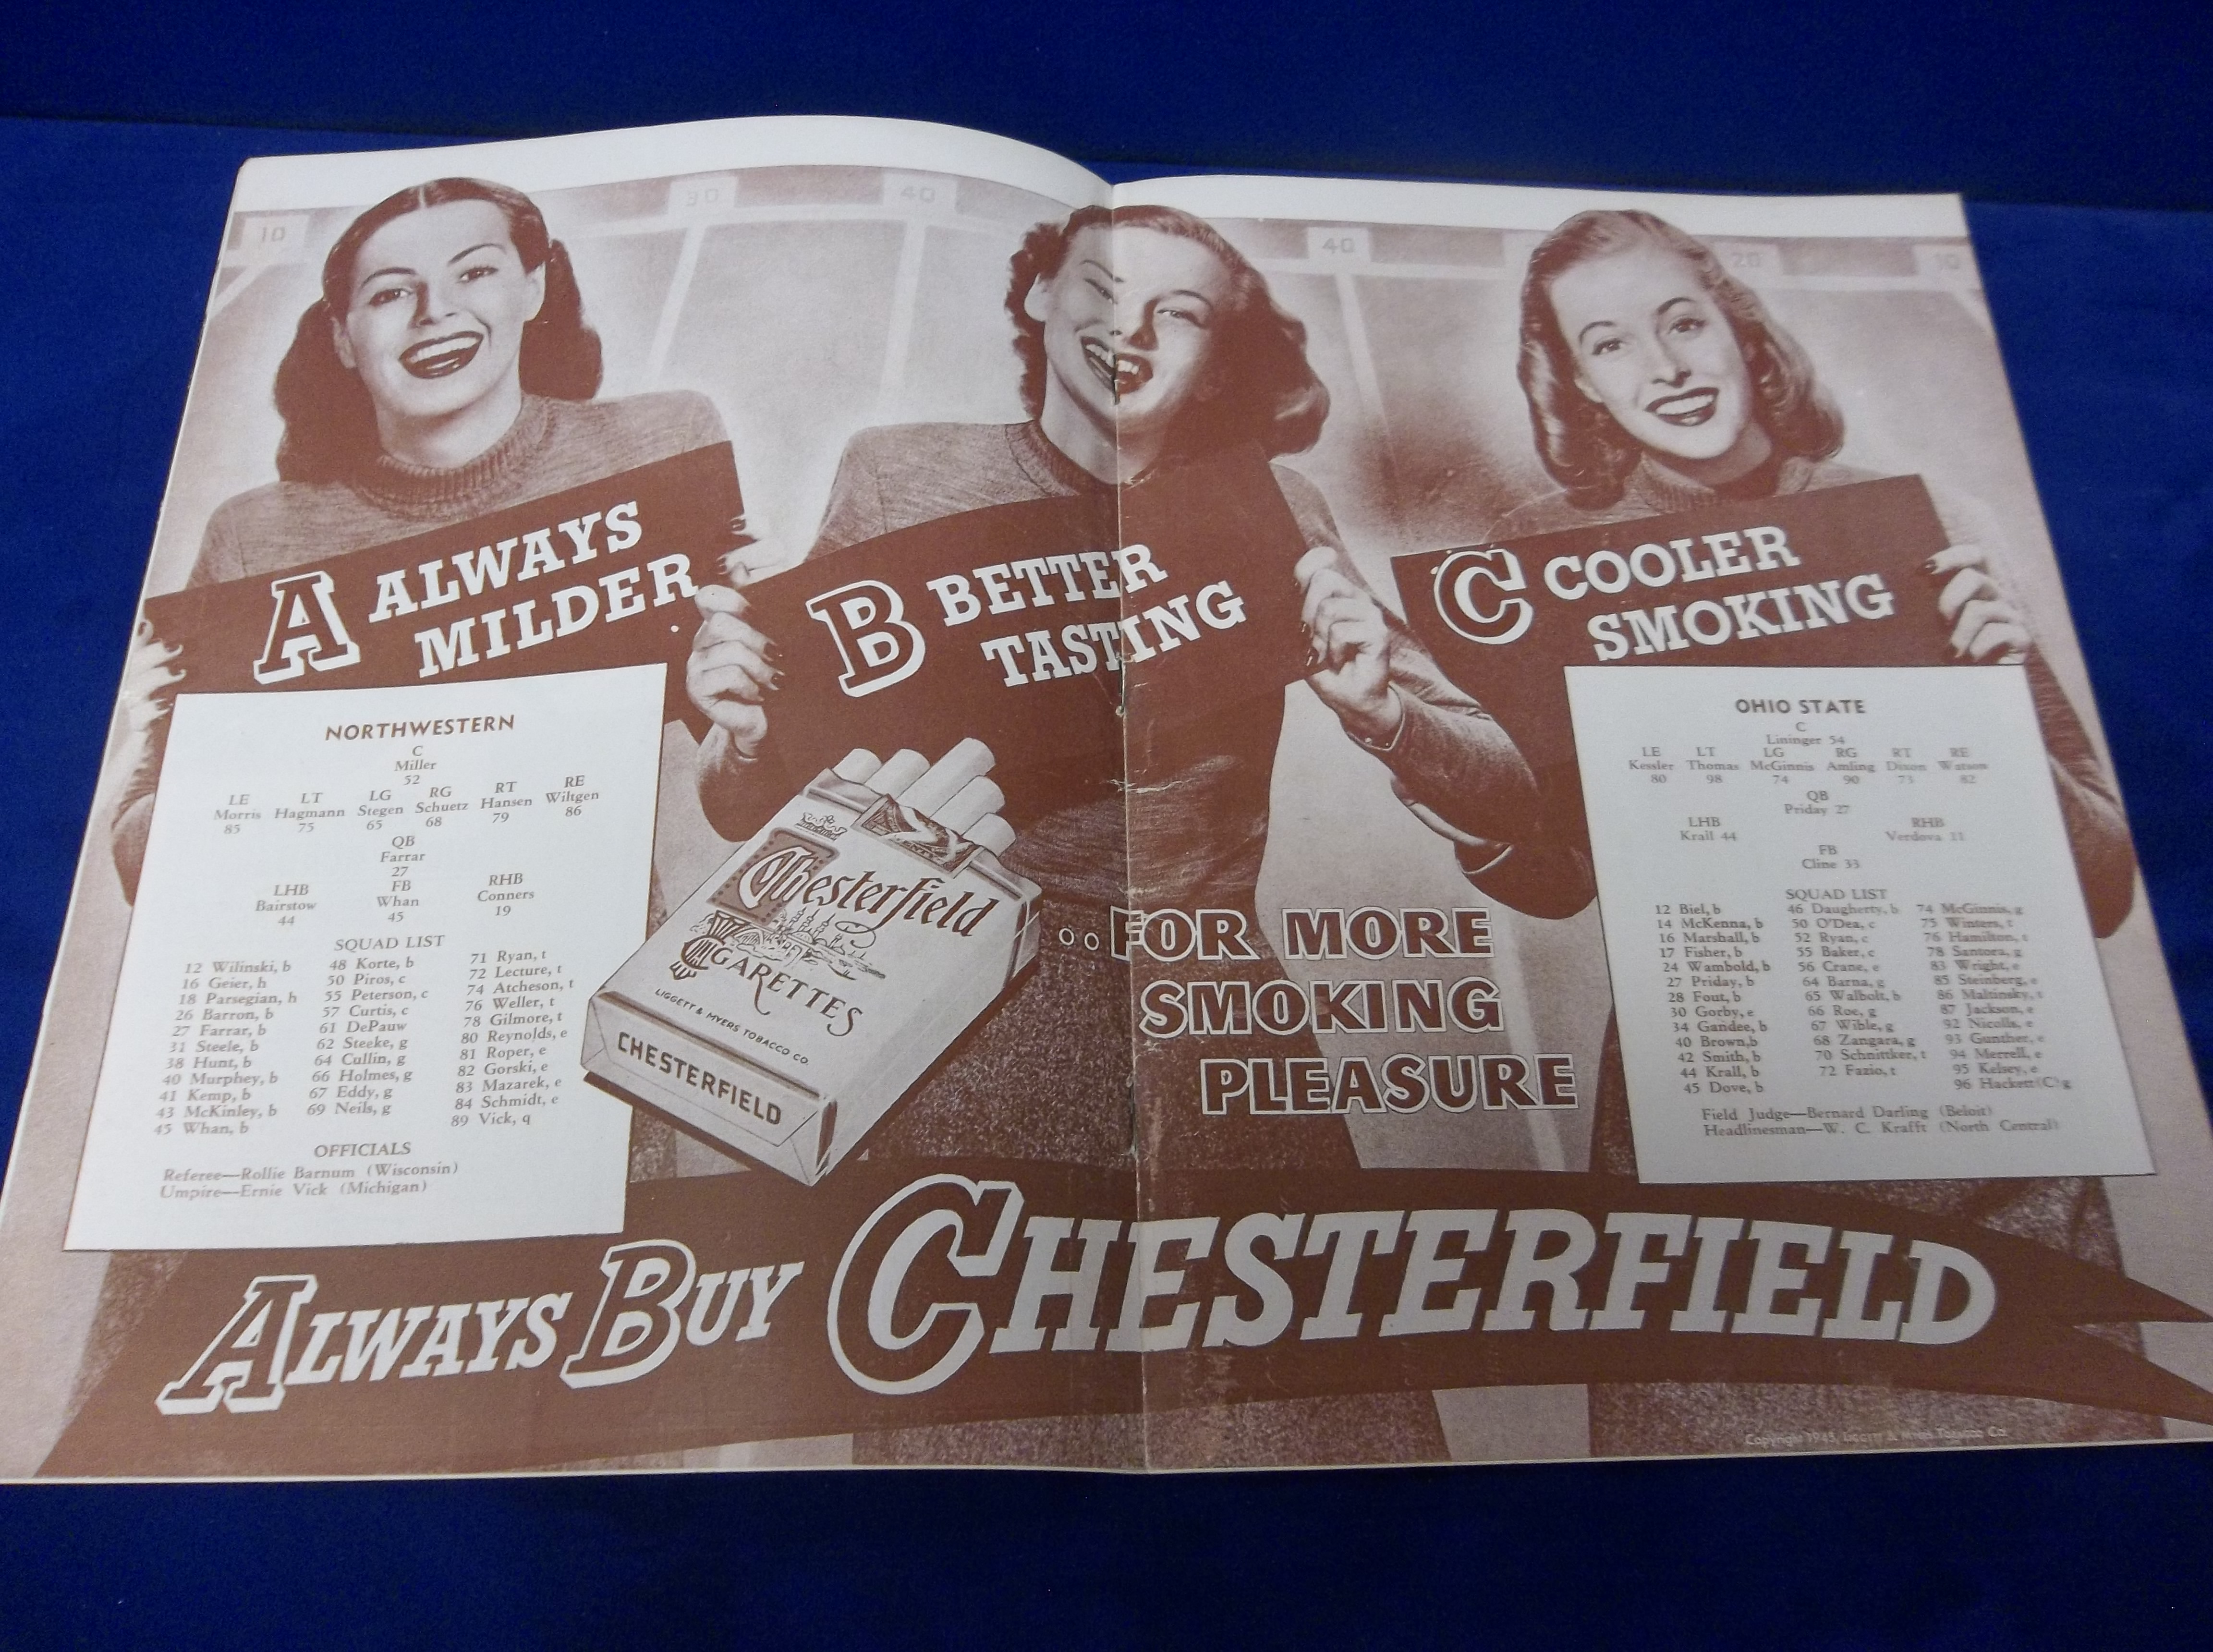 10
30
40
40
20
10
A ALWAYS
MILDER
B BETTER
TASTING
C COOLER
SMOKING
NORTHWESTERN
C
Miller
52
LE LT LG RG RT RE
Morris Hagmann Stegen Schuetz Hansen Wiltgen
85 75 65 68 79 86
QB
Farrar
27
LHB FB RHB
Bairstow Whan Conners
44 45 19
SQUAD LIST
12 Wilinski, b
16 Geier, h
18 Parsegian, h
26 Barron, b
27 Farrar, b
31 Steele, b
38 Hunt, b
40 Murphey, b
41 Kemp, b
43 McKinley, b
45 Whan, b
48 Korte, b
50 Piros, c
55 Peterson, c
57 Curtis, c
61 DePauw
62 Steeke, g
64 Cullin, g
66 Holmes, g
67 Eddy, g
69 Neils, g
71 Ryan, t
72 Lecture, t
74 Atcheson, t
76 Weller, t
78 Gilmore, t
80 Reynolds, e
81 Roper, e
82 Gorski, e
83 Mazarek, e
84 Schmidt, e
89 Vick, q
OFFICIALS
Referee—Rollie Barnum (Wisconsin)
Umpire—Ernie Vick (Michigan)
Chesterfield
CIGARETTES
LIGGETT & MYERS TOBACCO CO.
CHESTERFIELD
..FOR MORE
SMOKING
PLEASURE
OHIO STATE
C
Lininger 54
LE LT LG RG RT RE
Kessler Thomas McGinnis Amling Dixon Watson
80 98 74 90 73 82
QB
Priday 27
LHB RHB
Krall 44 Verdova 11
FB
Cline 33
SQUAD LIST
12 Biel, b
14 McKenna, b
16 Marshall, b
17 Fisher, b
24 Wambold, b
27 Priday, b
28 Fout, b
30 Gorby, e
34 Gandee, b
40 Brown,b
42 Smith, b
44 Krall, b
45 Dove, b
46 Daugherty, b
50 O'Dea, c
52 Ryan, c
55 Baker, c
56 Crane, e
64 Barna, g
65 Walbolt, b
66 Roe, g
67 Wible, g
68 Zangara, g
70 Schnittker, t
72 Fazio, t
74 McGinnis, g
75 Winters, t
76 Hamilton, t
78 Santora, g
83 Wright, e
85 Steinberg, e
86 Maltinsky, t
87 Jackson, e
92 Nicolls, e
93 Gunther, e
94 Merrell, e
95 Kelsey, e
96 Hackett(C) g
Field Judge—Bernard Darling (Beloit)
Headlinesman—W. C. Krafft (North Central)
ALWAYS BUY CHESTERFIELD
Copyright 1945, LIGGETT & MYERS TOBACCO CO.